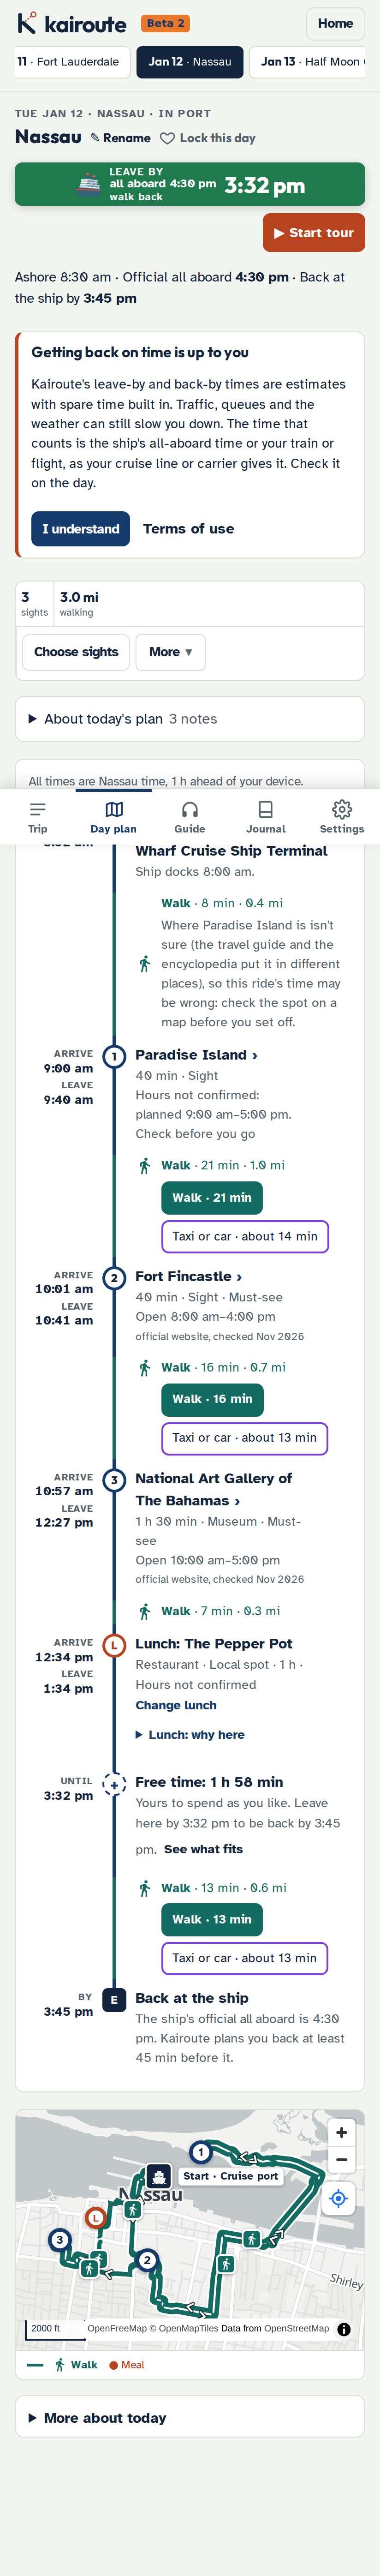 kairoute Beta 2 Home
11 · Fort Lauderdale Jan 12 · Nassau Jan 13 · Half Moon
TUE JAN 12 · NASSAU · IN PORT
Nassau ✎ Rename Lock this day
LEAVE BY
all aboard 4:30 pm 3:32 pm
walk back
▶ Start tour
Ashore 8:30 am · Official all aboard 4:30 pm · Back at
the ship by 3:45 pm
Getting back on time is up to you
Kairoute's leave-by and back-by times are estimates
with spare time built in. Traffic, queues and the
weather can still slow you down. The time that
counts is the ship's all-aboard time or your train or
flight, as your cruise line or carrier gives it. Check it
on the day.
I understand Terms of use
3 3.0 mi
sights walking
Choose sights More ▼
▶ About today's plan 3 notes
All times are Nassau time, 1 h ahead of your device.
Trip Day plan Guide Journal Settings
Wharf Cruise Ship Terminal
Ship docks 8:00 am.
Walk · 8 min · 0.4 mi
Where Paradise Island is isn't
sure (the travel guide and the
encyclopedia put it in different
places), so this ride's time may
be wrong: check the spot on a
map before you set off.
ARRIVE 1 Paradise Island ›
9:00 am 40 min · Sight
LEAVE Hours not confirmed:
9:40 am planned 9:00 am–5:00 pm.
Check before you go
Walk · 21 min · 1.0 mi
Walk · 21 min
Taxi or car · about 14 min
ARRIVE 2 Fort Fincastle ›
10:01 am 40 min · Sight · Must-see
LEAVE Open 8:00 am–4:00 pm
10:41 am official website, checked Nov 2026
Walk · 16 min · 0.7 mi
Walk · 16 min
Taxi or car · about 13 min
ARRIVE 3 National Art Gallery of
10:57 am The Bahamas ›
LEAVE 1 h 30 min · Museum · Must-
12:27 pm see
Open 10:00 am–5:00 pm
official website, checked Nov 2026
Walk · 7 min · 0.3 mi
ARRIVE L Lunch: The Pepper Pot
12:34 pm Restaurant · Local spot · 1 h ·
LEAVE Hours not confirmed
1:34 pm Change lunch
▶ Lunch: why here
UNTIL + Free time: 1 h 58 min
3:32 pm Yours to spend as you like. Leave
here by 3:32 pm to be back by 3:45
pm. See what fits
Walk · 13 min · 0.6 mi
Walk · 13 min
Taxi or car · about 13 min
BY E Back at the ship
3:45 pm The ship's official all aboard is 4:30
pm. Kairoute plans you back at least
45 min before it.
1
+
Start · Cruise port
−
Nassau
L
3
2
Shirley
2000 ft OpenFreeMap © OpenMapTiles Data from OpenStreetMap
Walk Meal
▶ More about today